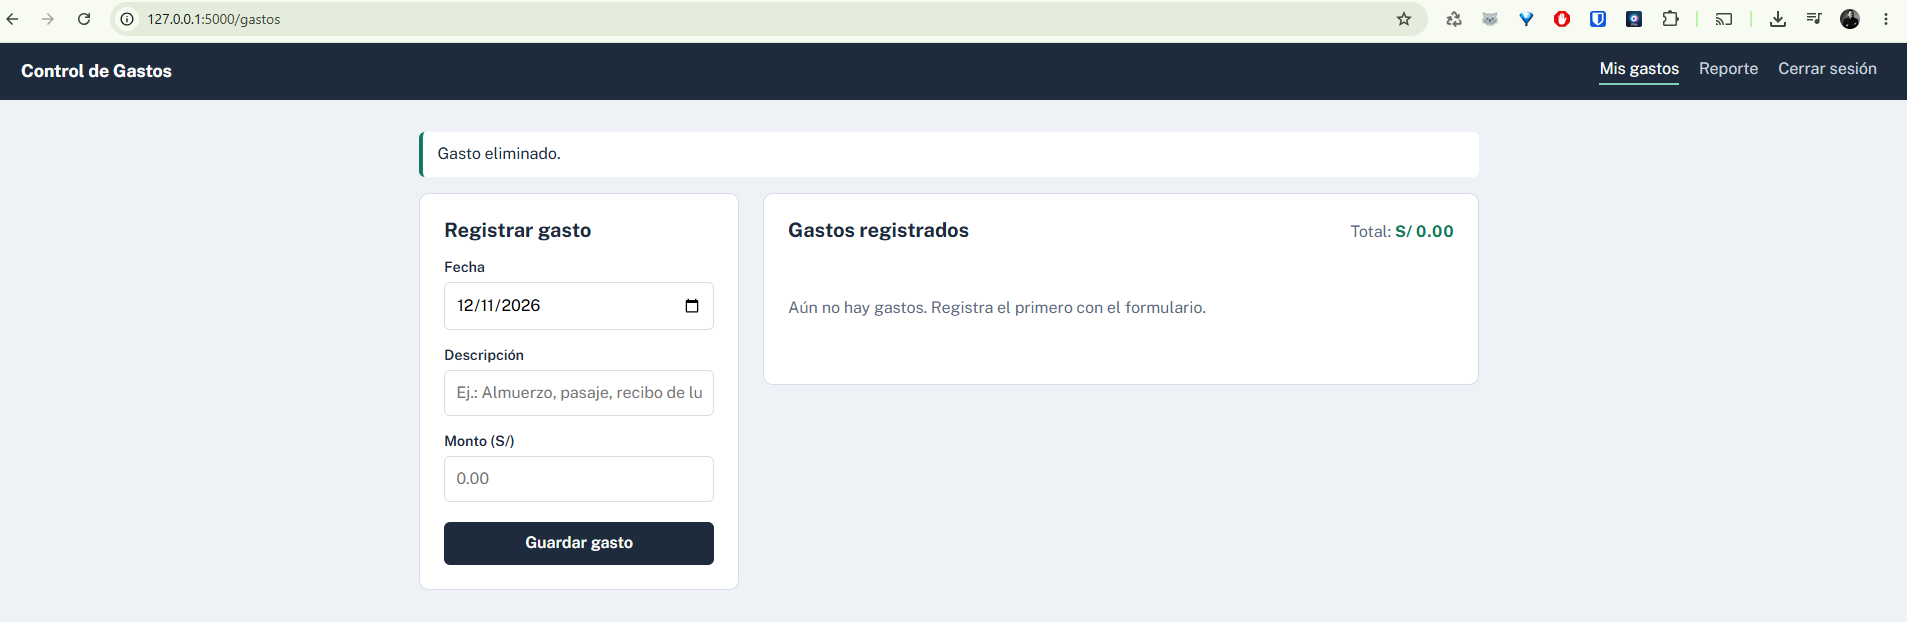 127.0.0.1:5000/gastos
Control de Gastos
Mis gastos
Reporte
Cerrar sesión
Gasto eliminado.
Registrar gasto
Fecha
12/11/2026
Descripción
Ej.: Almuerzo, pasaje, recibo de lu
Monto (S/)
0.00
Guardar gasto
Gastos registrados
Total: S/ 0.00
Aún no hay gastos. Registra el primero con el formulario.